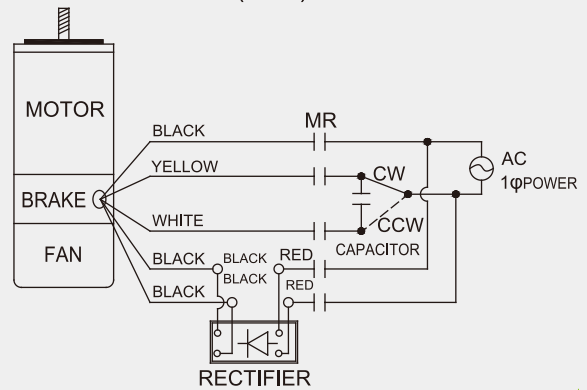 MOTOR
BRAKE
FAN
BLACK
MR
YELLOW
CW
AC
1φPOWER
WHITE
CCW
CAPACITOR
BLACK
BLACK
BLACK
RED
BLACK
RED
RECTIFIER